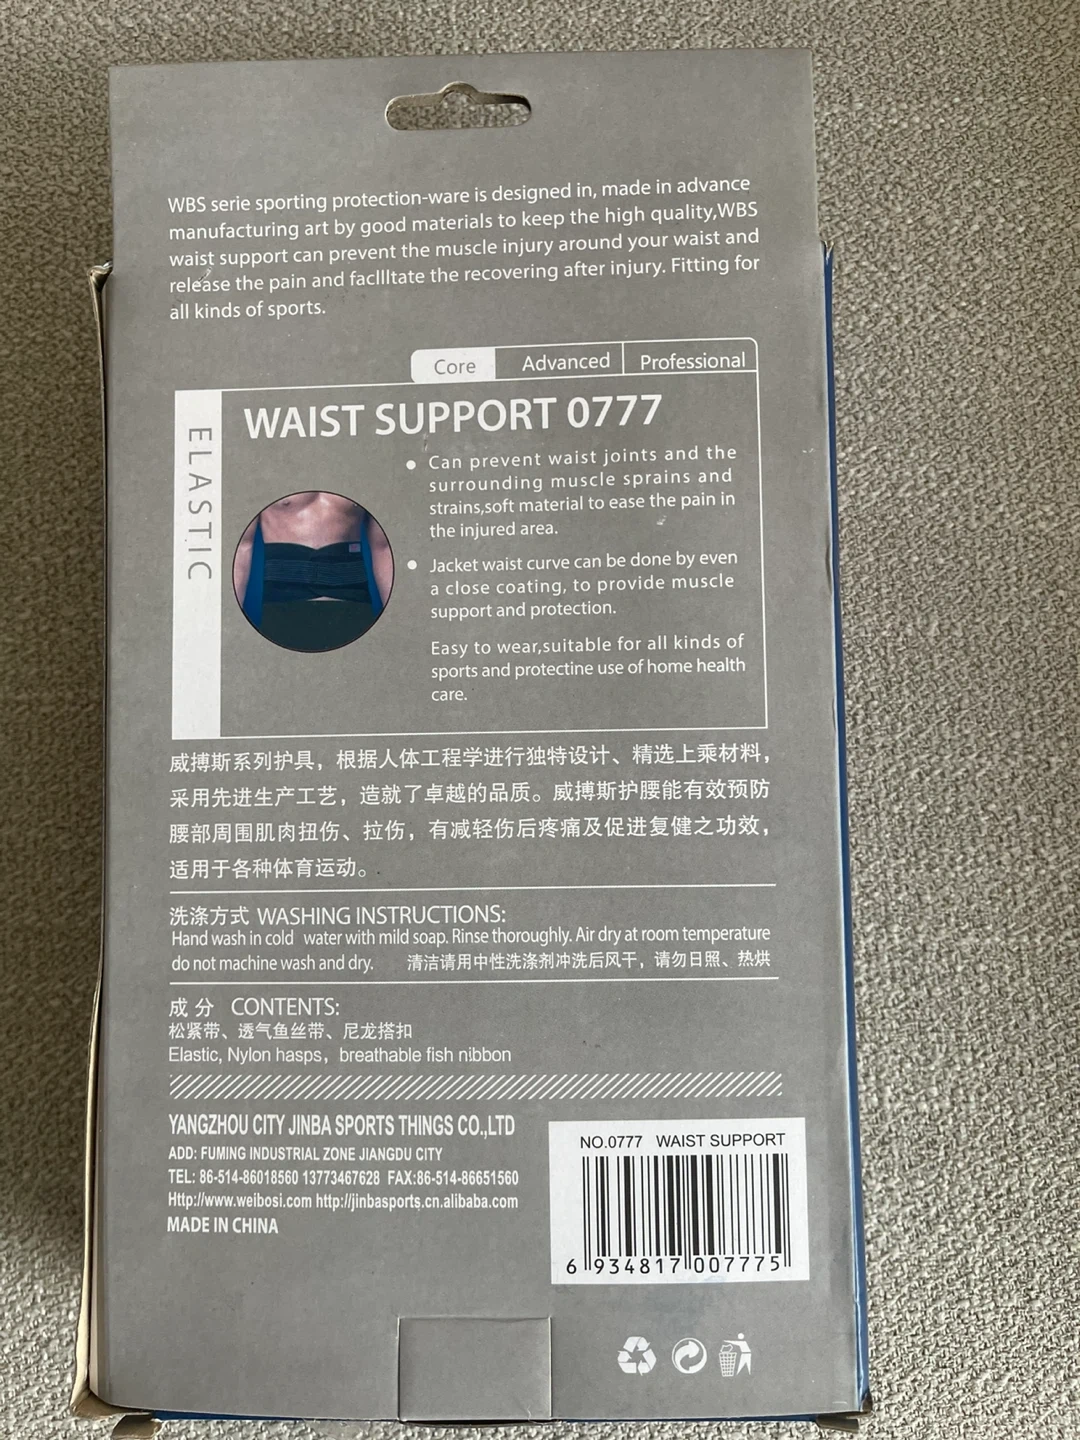 WBS serie sporting protection-ware is designed in, made in advance
manufacturing art by good materials to keep the high quality,WBS
waist support can prevent the muscle injury around your waist and
release the pain and facIlItate the recovering after injury. Fitting for
all kinds of sports.
Core Advanced Professional
ELASTIC
WAIST SUPPORT 0777
● Can prevent waist joints and the
surrounding muscle sprains and
strains,soft material to ease the pain in
the injured area.
● Jacket waist curve can be done by even
a close coating, to provide muscle
support and protection.
Easy to wear,suitable for all kinds of
sports and protectine use of home health
care.
威搏斯系列护具，根据人体工程学进行独特设计、精选上乘材料，
采用先进生产工艺，造就了卓越的品质。威搏斯护腰能有效预防
腰部周围肌肉扭伤、拉伤，有减轻伤后疼痛及促进复健之功效，
适用于各种体育运动。
洗涤方式 WASHING INSTRUCTIONS:
Hand wash in cold water with mild soap. Rinse thoroughly. Air dry at room temperature
do not machine wash and dry. 清洁请用中性洗涤剂冲洗后风干，请勿日照、热烘
成 分 CONTENTS:
松紧带、透气鱼丝带、尼龙搭扣
Elastic, Nylon hasps, breathable fish nibbon
YANGZHOU CITY JINBA SPORTS THINGS CO.,LTD
ADD: FUMING INDUSTRIAL ZONE JIANGDU CITY
TEL: 86-514-86018560 13773467628 FAX:86-514-86651560
Http://www.weibosi.com http://jinbasports.cn.alibaba.com
MADE IN CHINA
NO.0777 WAIST SUPPORT
6 934817 007775